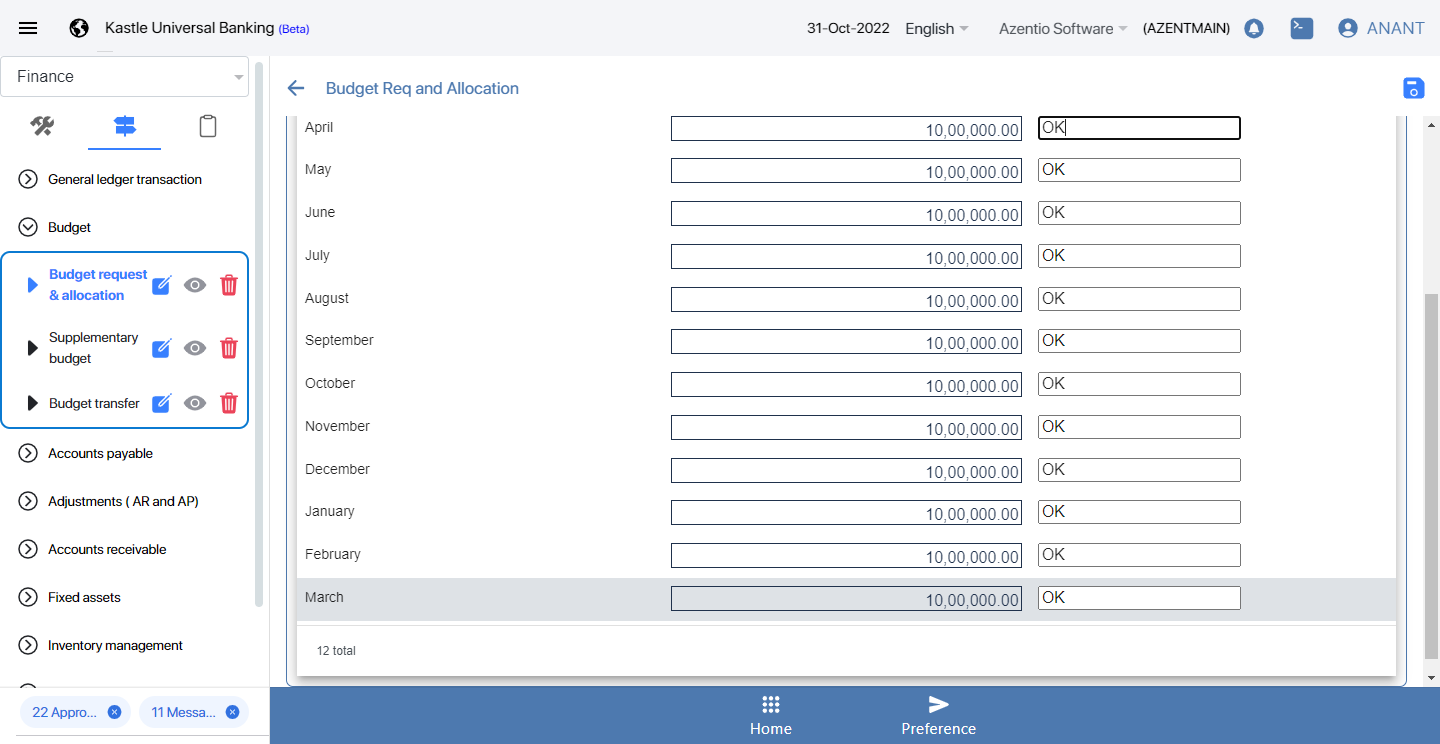 Kastle Universal Banking (Beta)
31-Oct-2022
English
Azentio Software
(AZENTMAIN)
ANANT
Finance
General ledger transaction
Budget
Budget request
& allocation
Supplementary
budget
Budget transfer
Accounts payable
Adjustments ( AR and AP)
Accounts receivable
Fixed assets
Inventory management
22 Appro...
11 Messa...
Budget Req and Allocation
April 10,00,000.00 OK
May 10,00,000.00 OK
June 10,00,000.00 OK
July 10,00,000.00 OK
August 10,00,000.00 OK
September 10,00,000.00 OK
October 10,00,000.00 OK
November 10,00,000.00 OK
December 10,00,000.00 OK
January 10,00,000.00 OK
February 10,00,000.00 OK
March 10,00,000.00 OK
12 total
Home
Preference